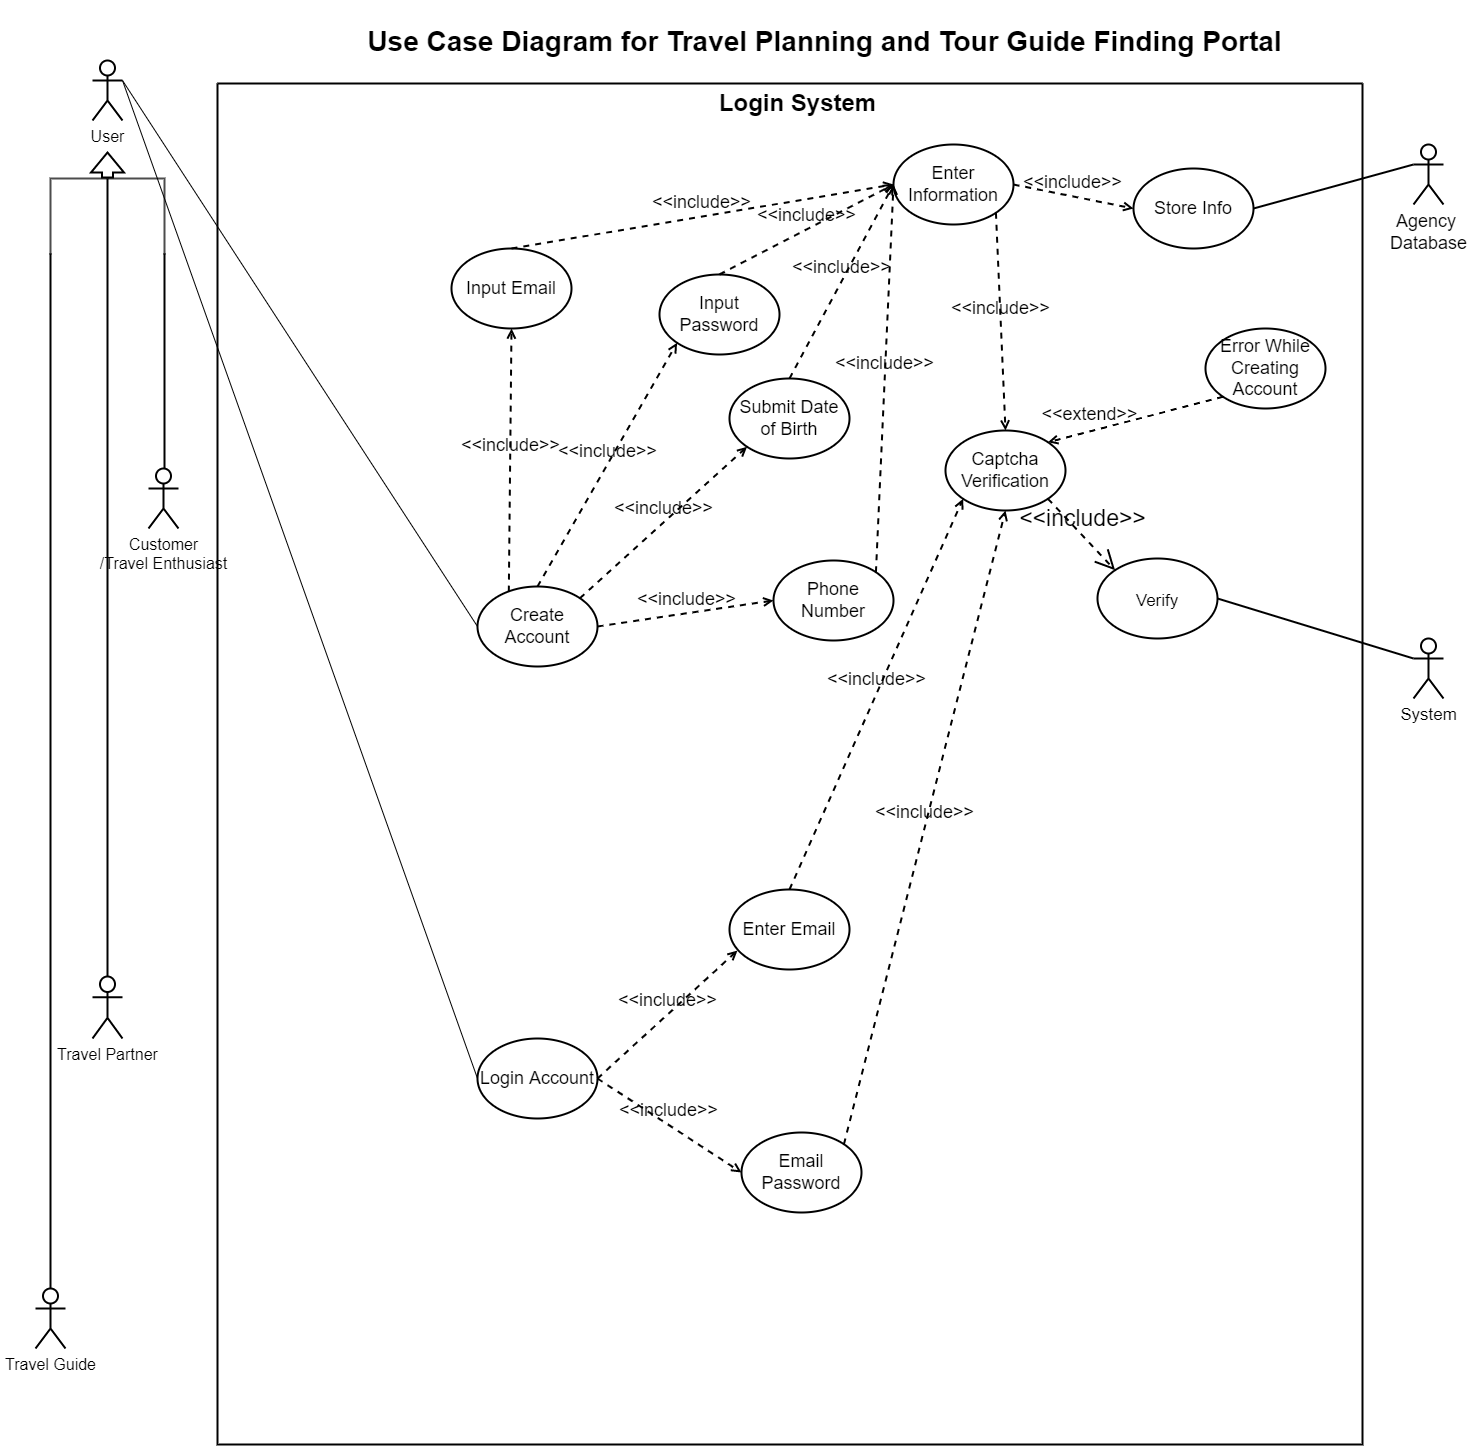 Use Case Diagram for Travel Planning and Tour Guide Finding Portal
Login System
User
Enter
Information
<<include>>
Store Info
Agency
Database
<<include>>
<<include>>
<<include>>
Input Email
Input
Password
<<include>>
<<include>>
Error While
Creating
Account
<<extend>>
Submit Date
of Birth
<<include>>
<<include>>
Captcha
Verification
<<include>>
<<include>>
Customer
/Travel Enthusiast
Create
Account
<<include>>
Phone
Number
Verify
<<include>>
System
<<include>>
Enter Email
<<include>>
Travel Partner
Login Account
<<include>>
Email
Password
Travel Guide